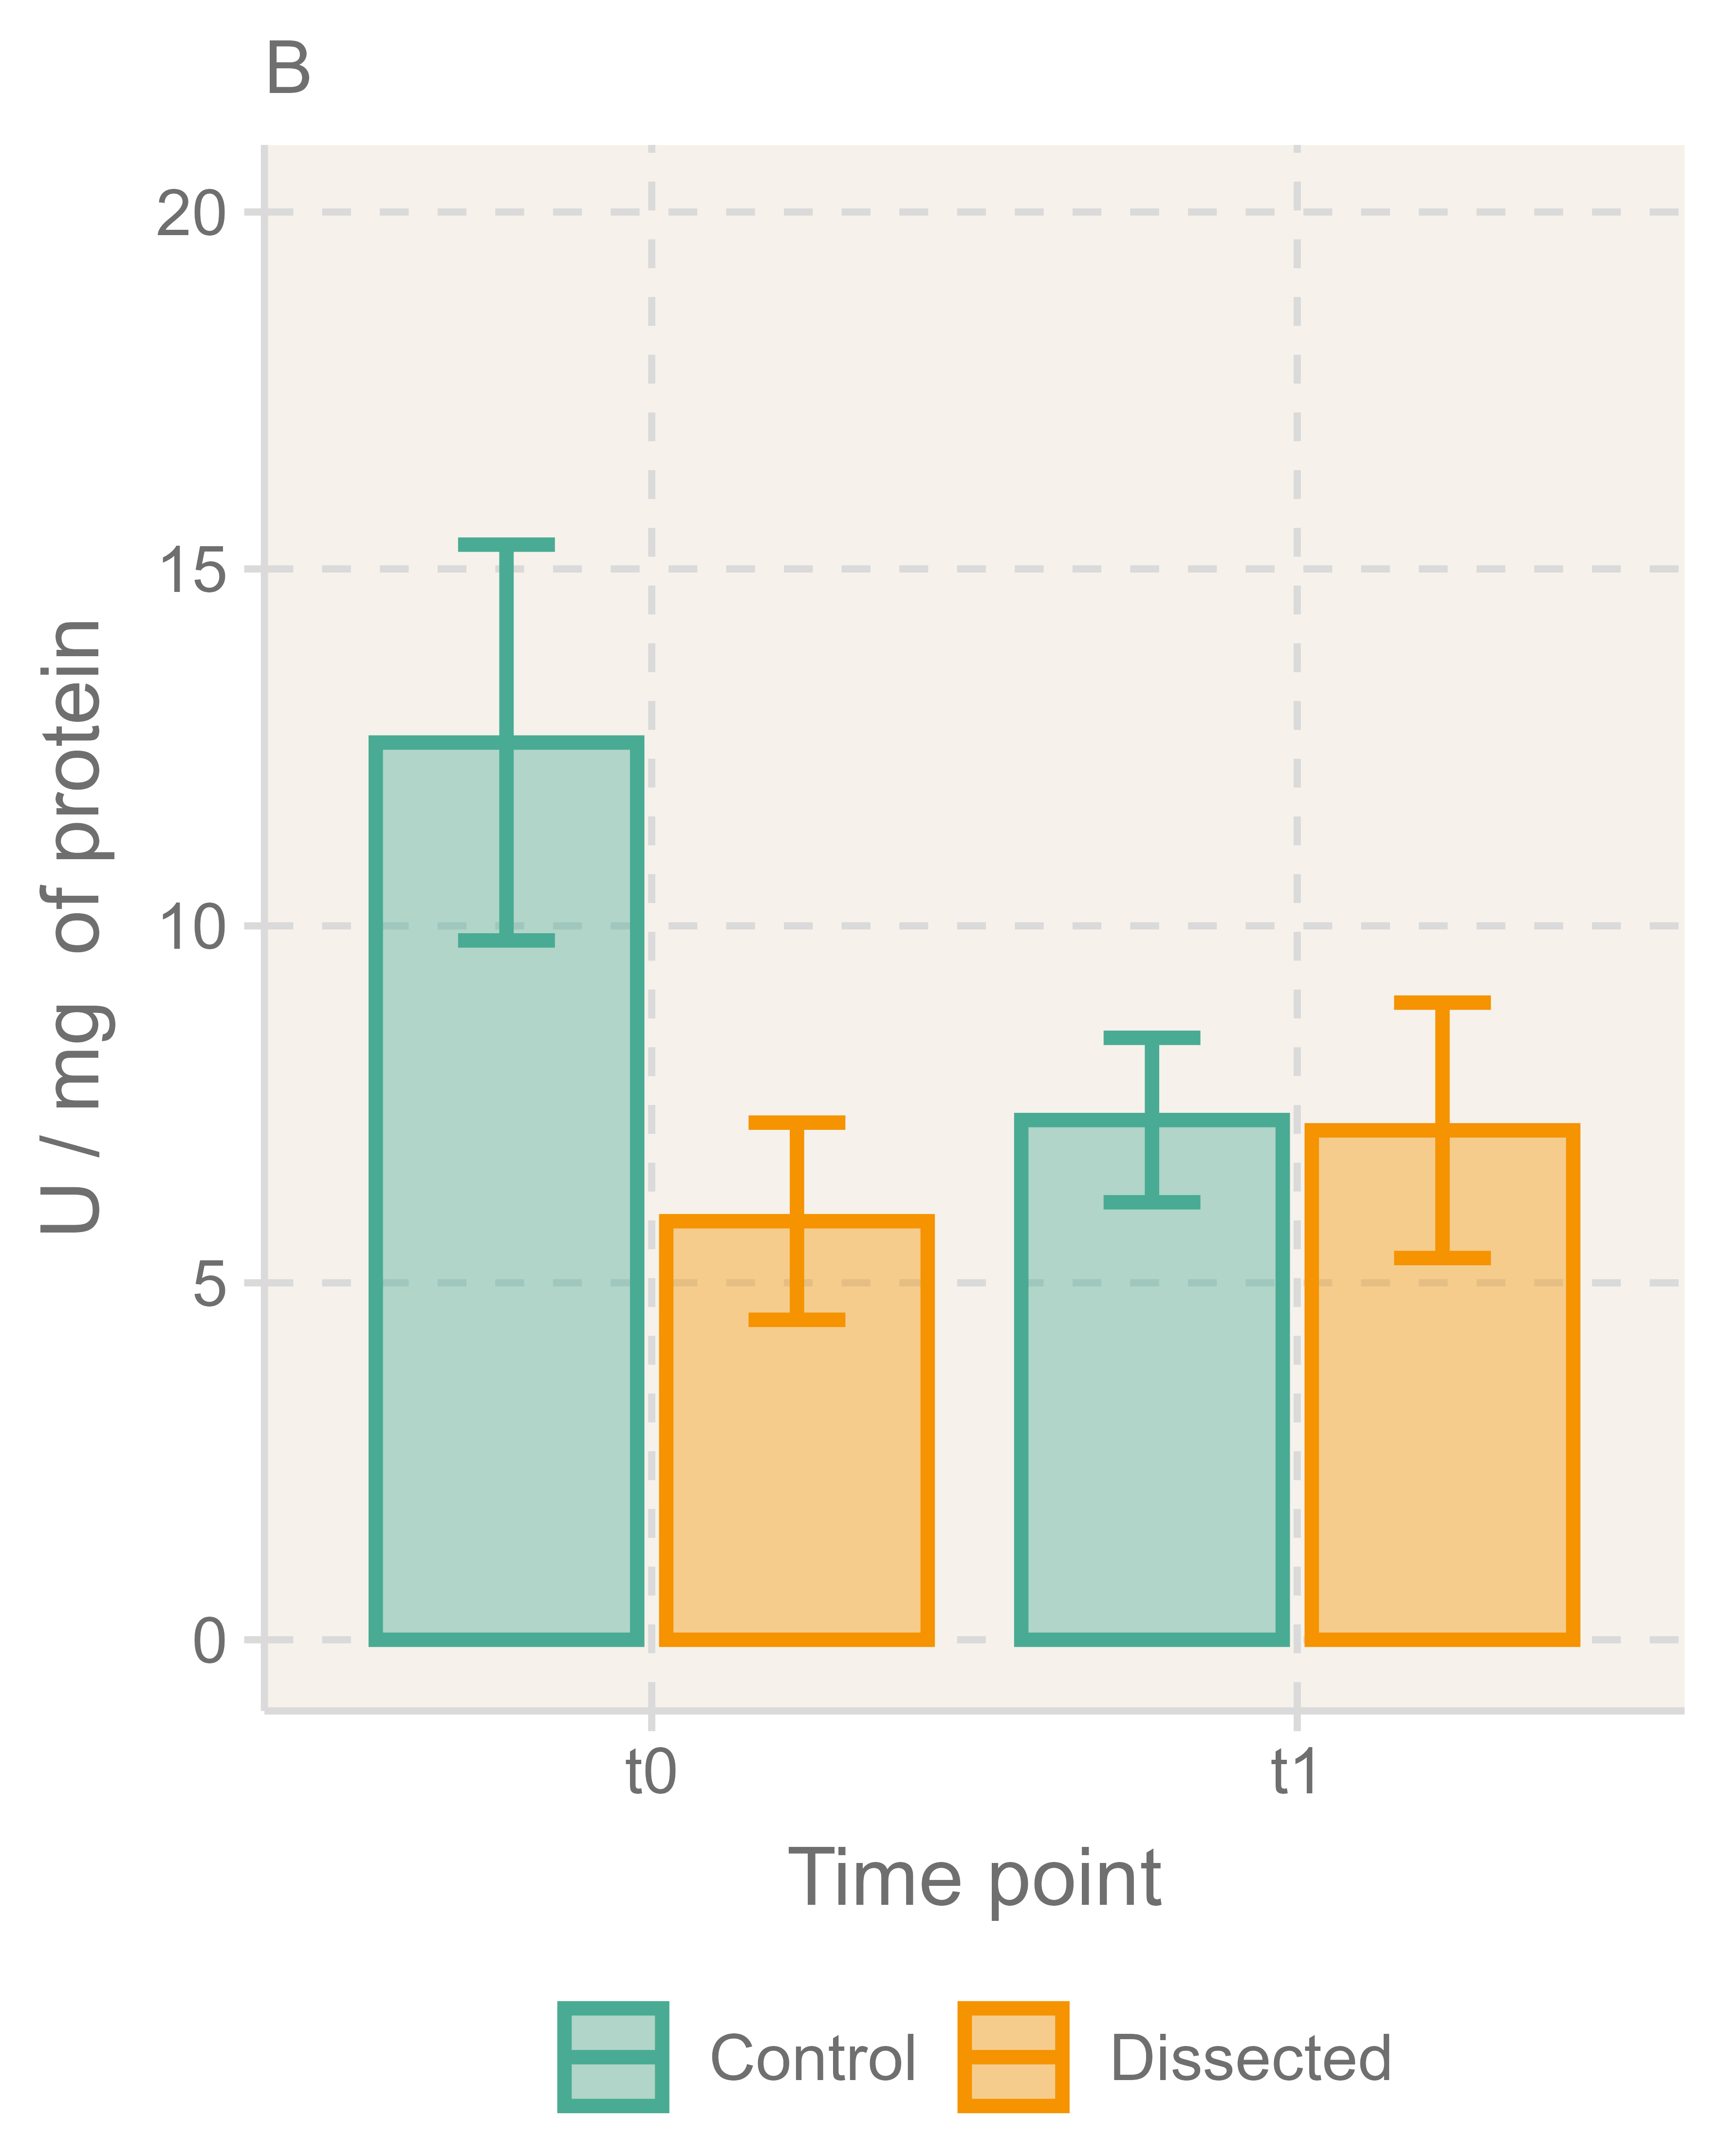 B
20
15
10
5
0
U / mg  of protein
t0
t1
Time point
Control
Dissected